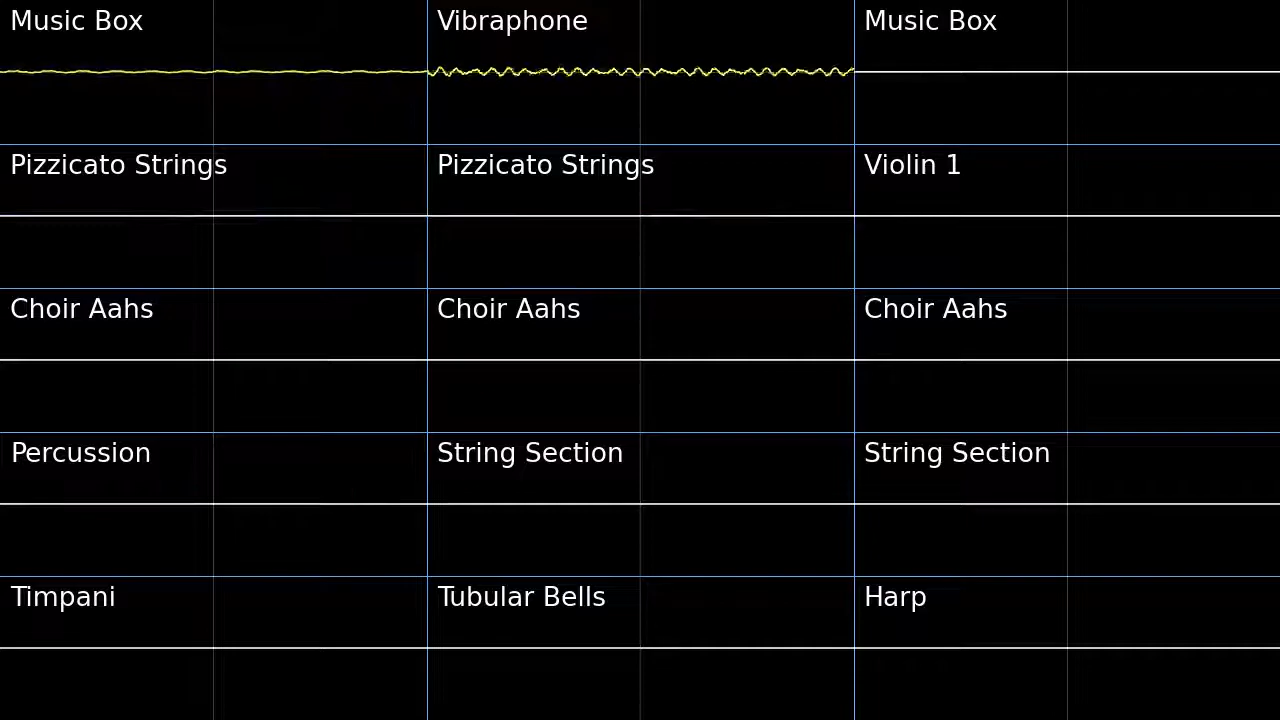 Music Box
Vibraphone
Music Box
Pizzicato Strings
Pizzicato Strings
Violin 1
Choir Aahs
Choir Aahs
Choir Aahs
Percussion
String Section
String Section
Timpani
Tubular Bells
Harp